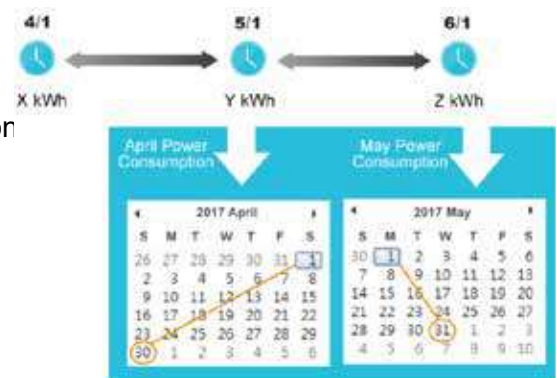 4/1 5/1 6/1
X kWh Y kWh Z kWh
on
April Power
Consumption
May Power
Consumption
2017 April
S M T W T F S
26 27 28 29 30 31 1
2 3 4 5 6 7 8
9 10 11 12 13 14 15
16 17 18 19 20 21 22
23 24 25 26 27 28 29
30 1 2 3 4 5 6
2017 May
S M T W T F S
30 1 2 3 4 5 6
7 8 9 10 11 12 13
14 15 16 17 18 19 20
21 22 23 24 25 26 27
28 29 30 31 1 2 3
4 5 6 7 8 9 10